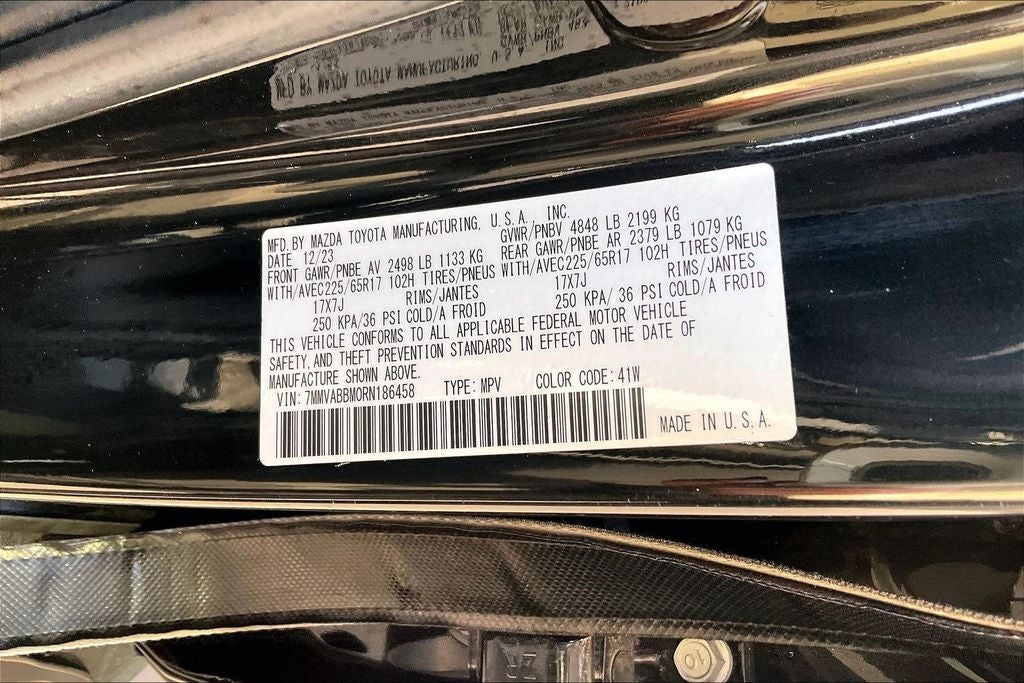 MFD. BY MAZDA TOYOTA MANUFACTURING, U.S.A., INC.
DATE 12/23 GVWR/PNBV 4848 LB 2199 KG
FRONT GAWR/PNBE AV 2498 LB 1133 KG REAR GAWR/PNBE AR 2379 LB 1079 KG
WITH/AVEC225/65R17 102H TIRES/PNEUS WITH/AVEC225/65R17 102H TIRES/PNEUS
17X7J RIMS/JANTES 17X7J RIMS/JANTES
250 KPA/36 PSI COLD/A FROID 250 KPA/ 36 PSI COLD/A FROID
THIS VEHICLE CONFORMS TO ALL APPLICABLE FEDERAL MOTOR VEHICLE
SAFETY, AND THEFT PREVENTION STANDARDS IN EFFECT ON THE DATE OF
MANUFACTURE SHOWN ABOVE.
VIN: 7MMVABBM0RN186458 TYPE: MPV COLOR CODE: 41W
MADE IN U.S.A.
10